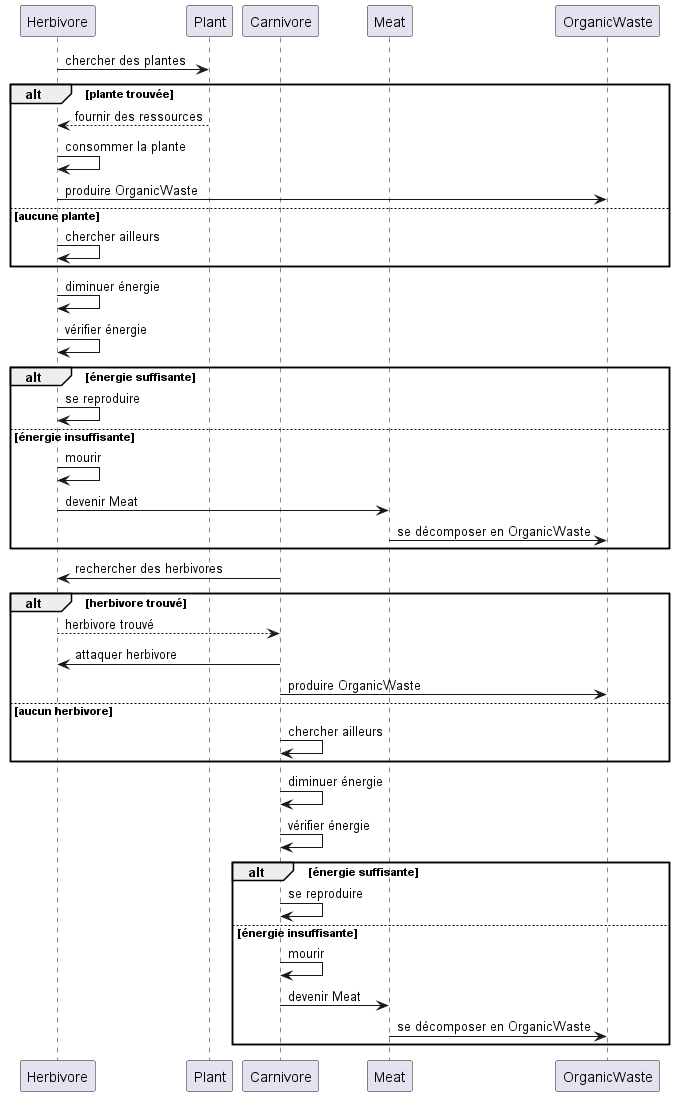 Herbivore Plant Carnivore Meat OrganicWaste
chercher des plantes
alt [plante trouvée]
fournir des ressources
consommer la plante
produire OrganicWaste
[aucune plante]
chercher ailleurs
diminuer énergie
vérifier énergie
alt [énergie suffisante]
se reproduire
[énergie insuffisante]
mourir
devenir Meat
se décomposer en OrganicWaste
rechercher des herbivores
alt [herbivore trouvé]
herbivore trouvé
attaquer herbivore
produire OrganicWaste
[aucun herbivore]
chercher ailleurs
diminuer énergie
vérifier énergie
alt [énergie suffisante]
se reproduire
[énergie insuffisante]
mourir
devenir Meat
se décomposer en OrganicWaste
Herbivore Plant Carnivore Meat OrganicWaste